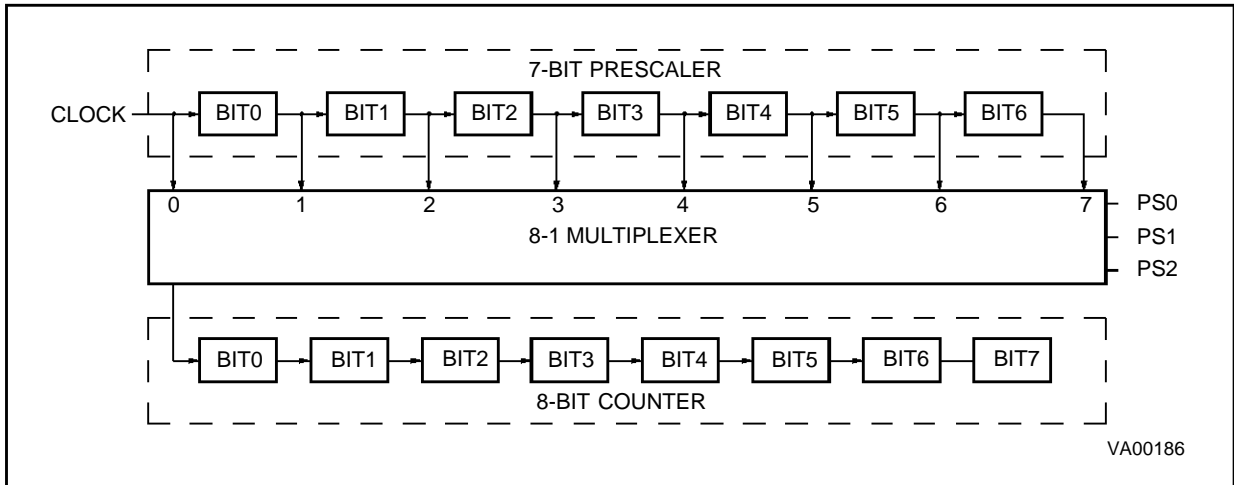 7-BIT PRESCALER
CLOCK BIT0 BIT1 BIT2 BIT3 BIT4 BIT5 BIT6
0 1 2 3 4 5 6 7 PS0
8-1 MULTIPLEXER PS1
PS2
BIT0 BIT1 BIT2 BIT3 BIT4 BIT5 BIT6 BIT7
8-BIT COUNTER
VA00186